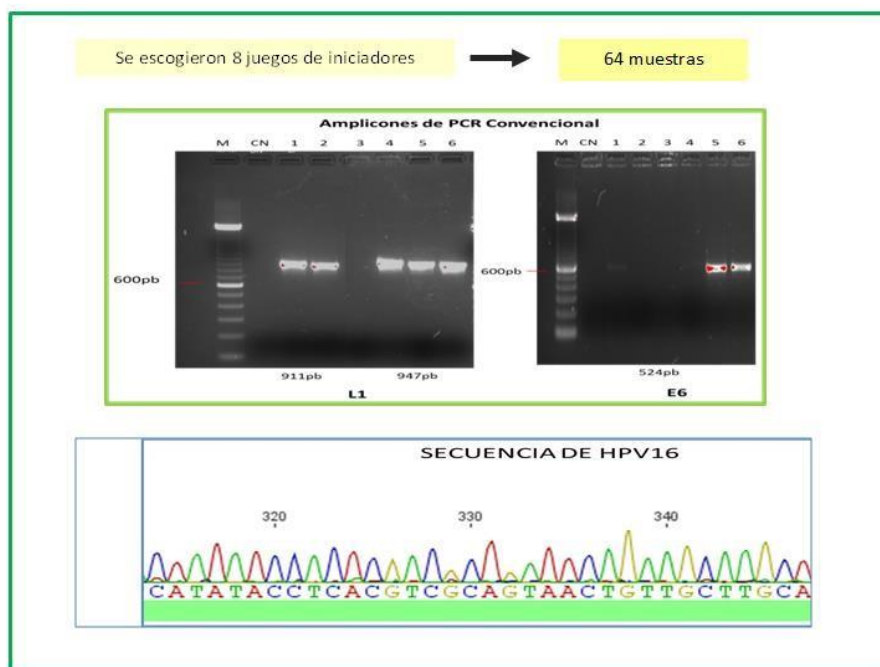 Se escogieron 8 juegos de iniciadores
64 muestras
Amplicones de PCR Convencional
M CN 1 2 3 4 5 6
M CN 1 2 3 4 5 6
600pb
600pb
911pb 947pb
524pb
L1
E6
SECUENCIA DE HPV16
320 330 340
CATATACCTCACGTCGCAGTAACTGTTGCTTGCA